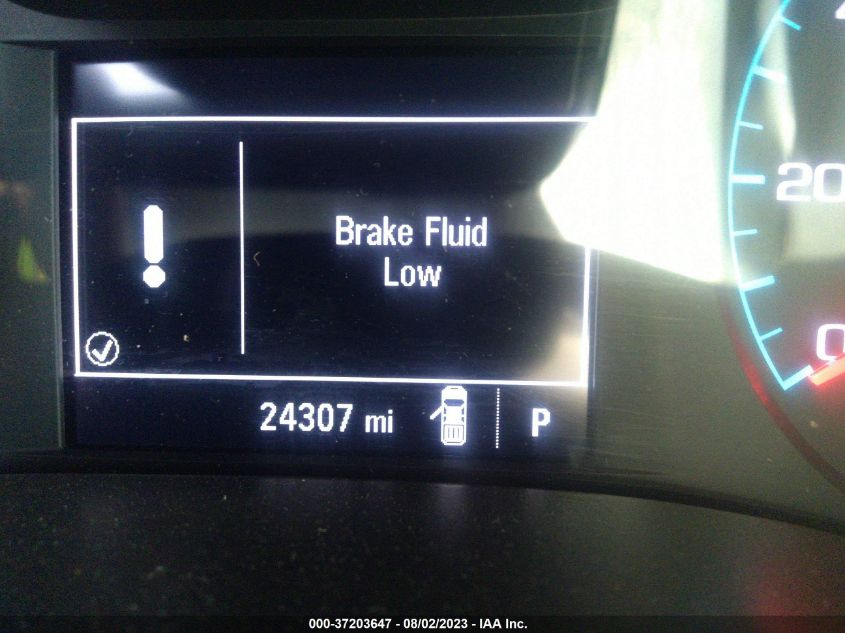 Brake Fluid
Low
24307 mi
P
20
0
000-37203647 - 08/02/2023 - IAA Inc.